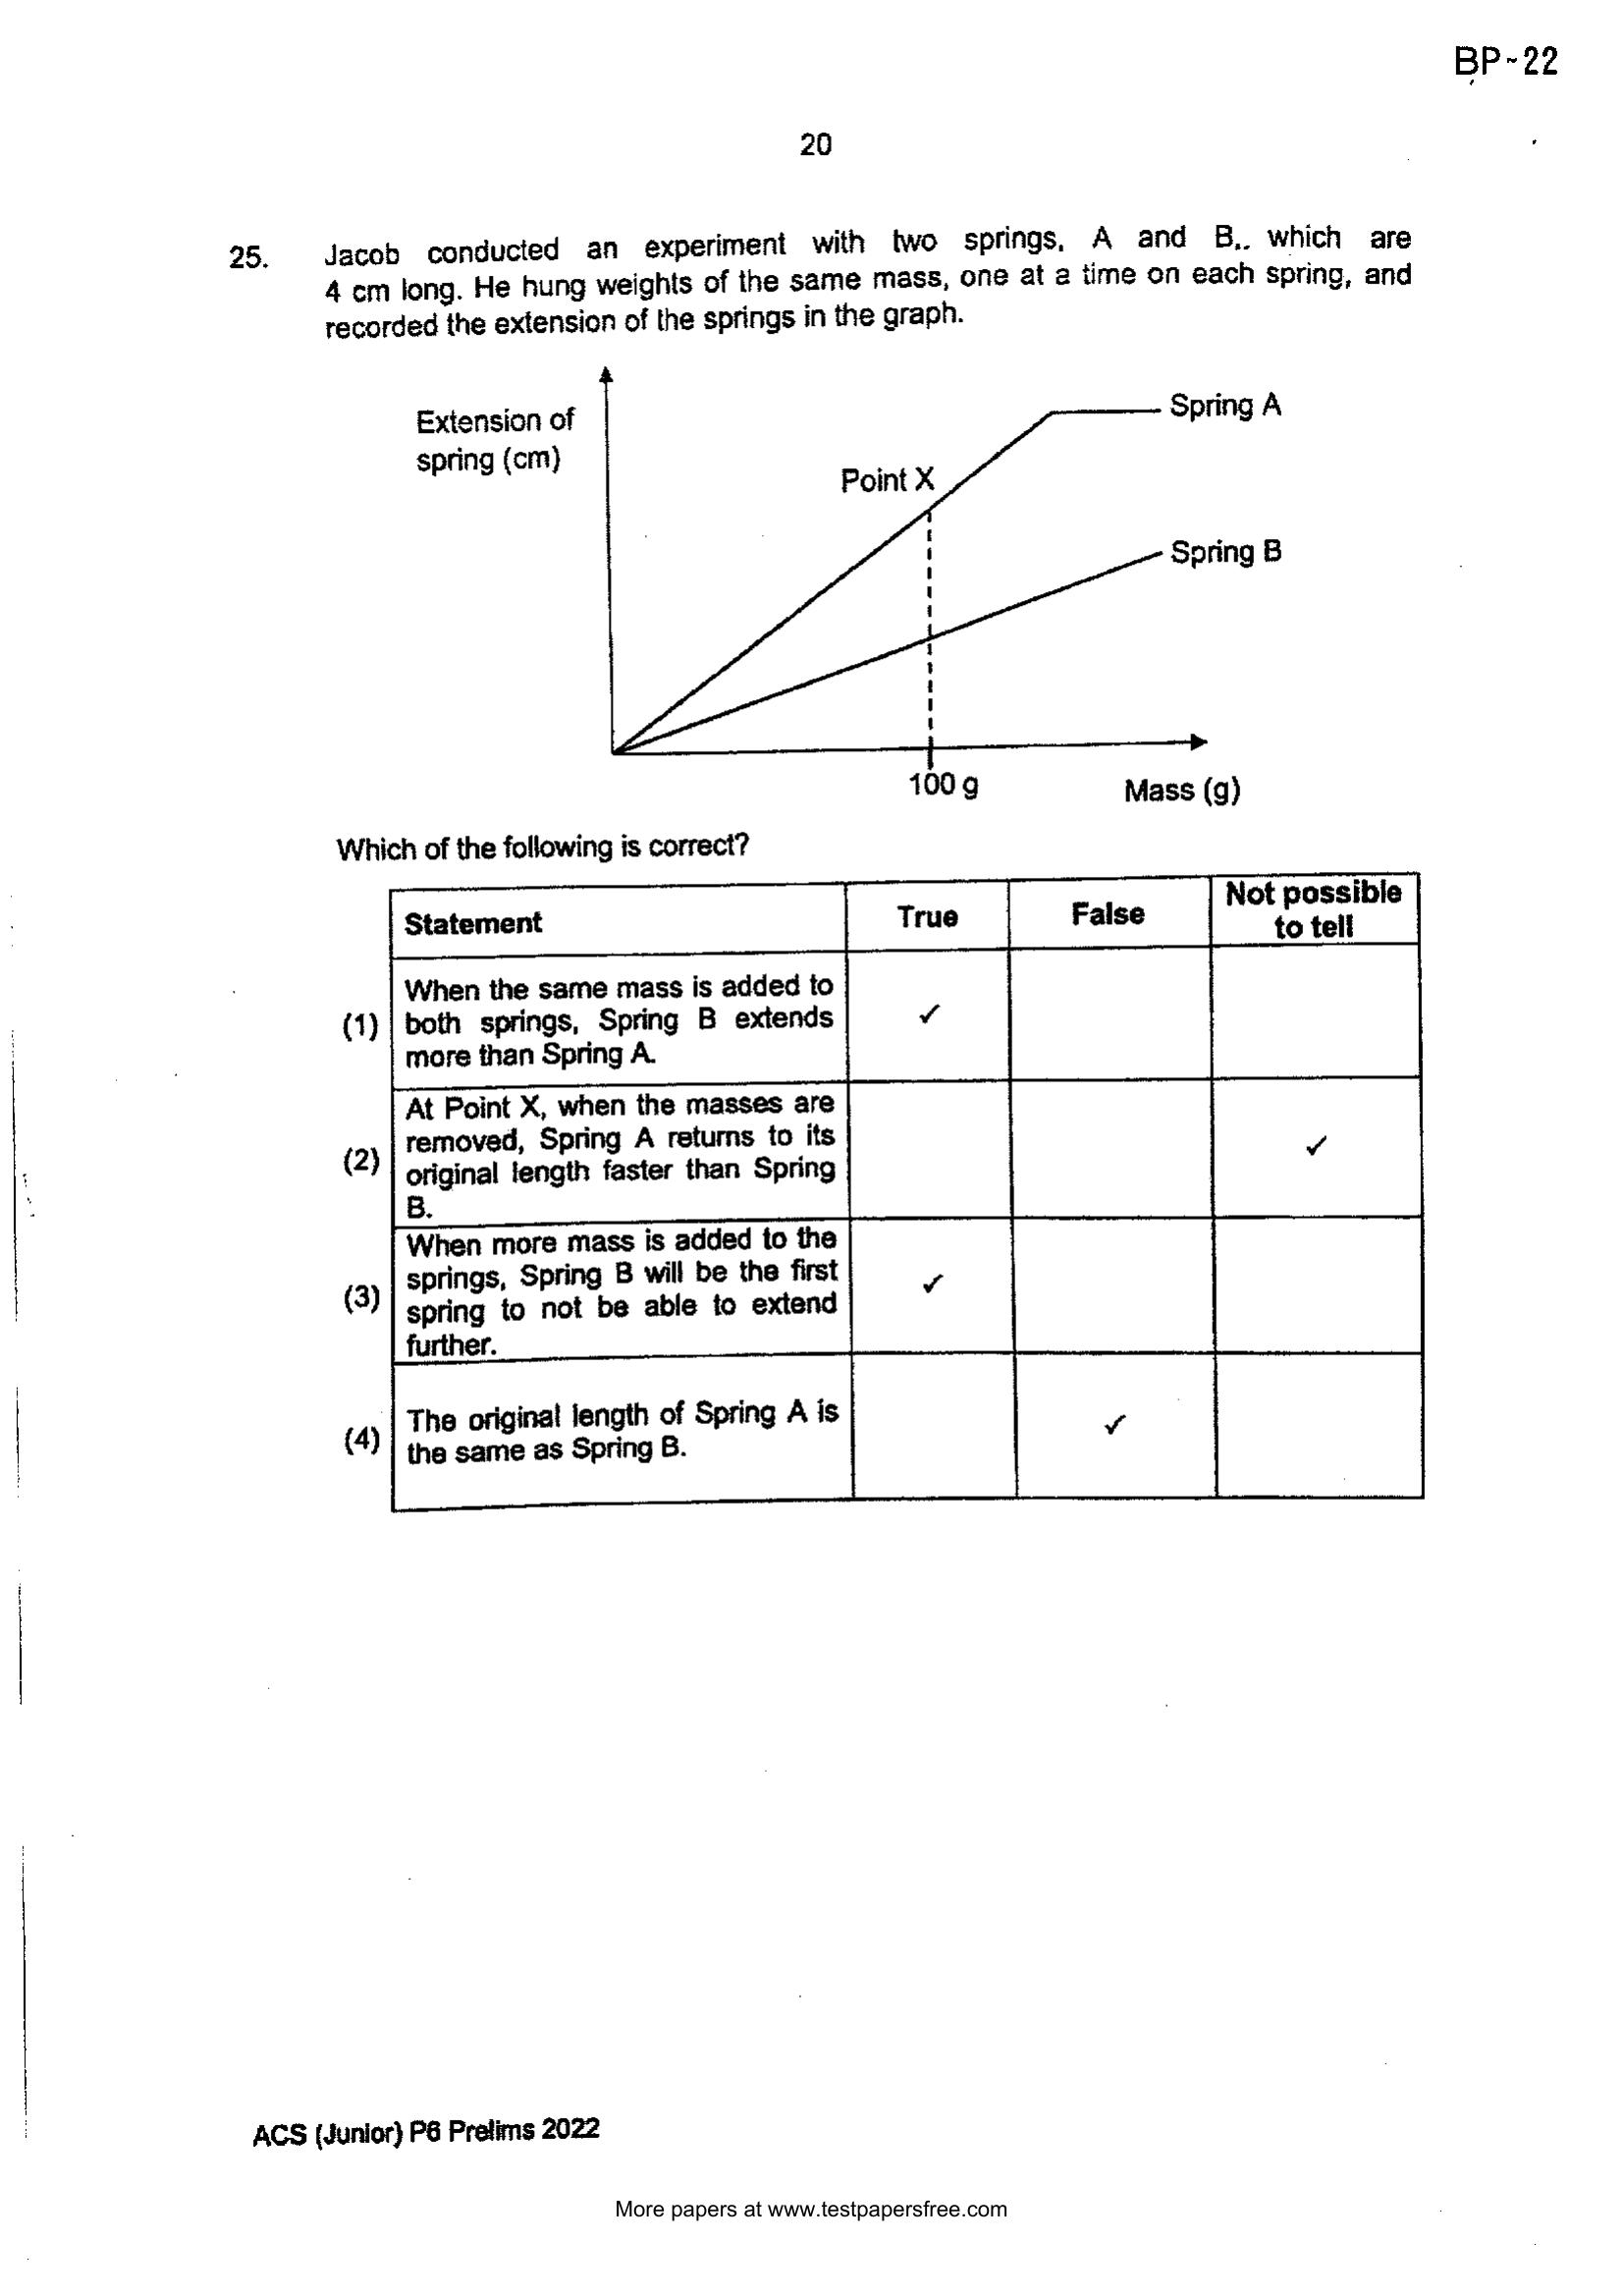 BP-22
20
25. Jacob conducted an experiment with two springs, A and B,. which are
4 cm long. He hung weights of the same mass, one at a time on each spring, and
recorded the extension of the springs in the graph.
Extension of
spring (cm)
Spring A
Point X
Spring B
100 g
Mass (g)
Which of the following is correct?
Statement True False Not possible
to tell
(1) When the same mass is added to
both springs, Spring B extends ✓
more than Spring A.
(2) At Point X, when the masses are
removed, Spring A returns to its ✓
original length faster than Spring
B.
(3) When more mass is added to the
springs, Spring B will be the first ✓
spring to not be able to extend
further.
(4) The original length of Spring A is ✓
the same as Spring B.
ACS (Junior) P6 Prelims 2022
More papers at www.testpapersfree.com